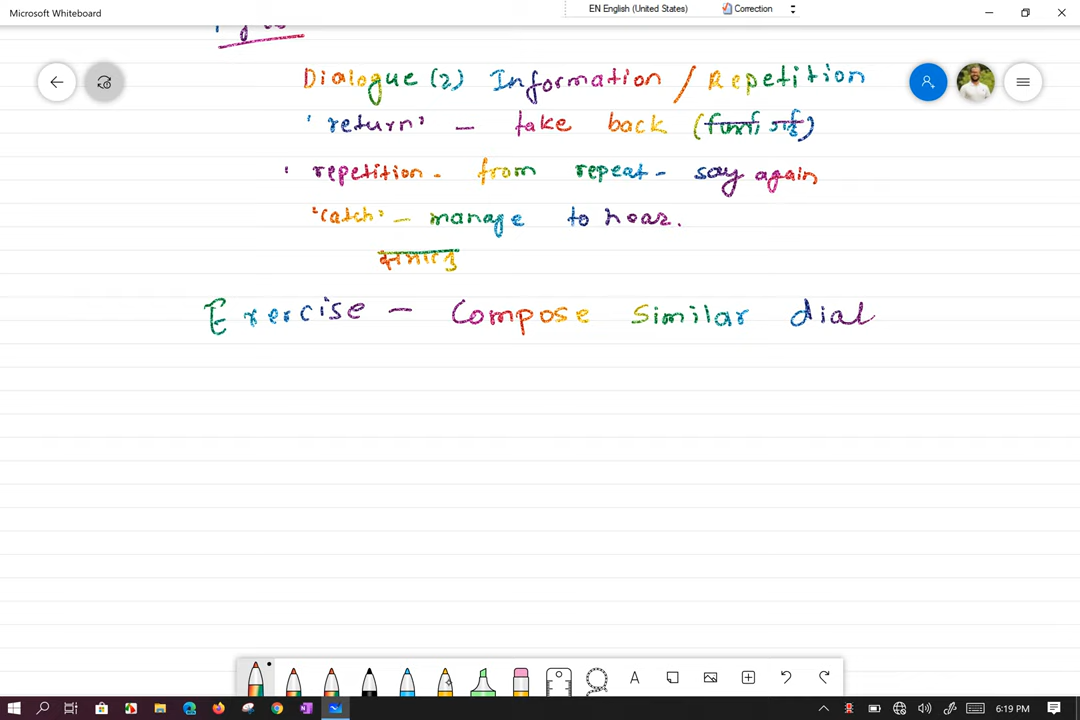 Microsoft Whiteboard
EN English (United States)
Correction
Dialogue (2) Information / Repetition
'return' - take back
' repetition - from repeat - say again
'catch' - manage to hear.
Exercise - Compose Similar dial
A
6:19 PM